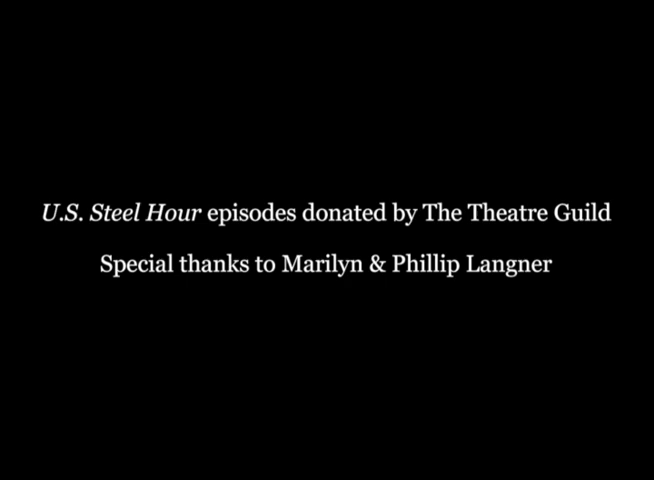 U.S. Steel Hour episodes donated by The Theatre Guild
Special thanks to Marilyn & Phillip Langner